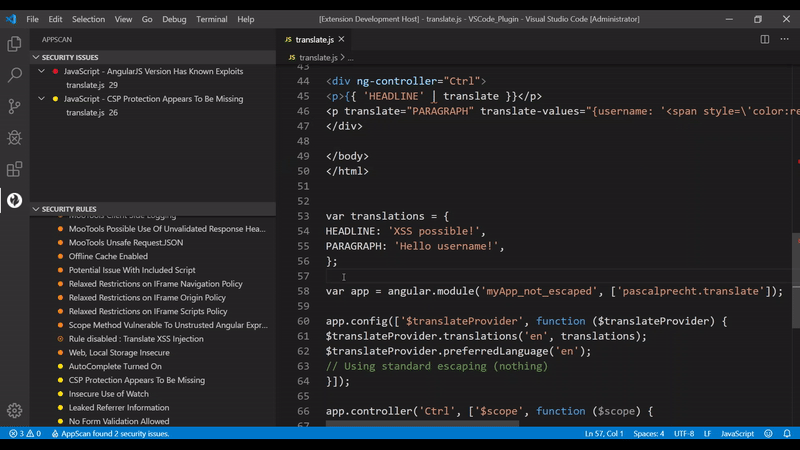 File Edit Selection View Go Debug Terminal Help [Extension Development Host] - translate.js - VSCode_Plugin - Visual Studio Code [Administrator]
APPSCAN
SECURITY ISSUES
JavaScript - AngularJS Version Has Known Exploits
translate.js 29
JavaScript - CSP Protection Appears To Be Missing
translate.js 26
SECURITY RULES
MooTools Client Side Logging
MooTools Possible Use Of Unvalidated Response Hea...
MooTools Unsafe Request.JSON
Offline Cache Enabled
Potential Issue With Included Script
Relaxed Restrictions on IFrame Navigation Policy
Relaxed Restrictions on IFrame Origin Policy
Relaxed Restrictions on IFrame Scripts Policy
Scope Method Vulnerable To Untrusted Angular Expr...
Rule disabled : Translate XSS Injection
Web, Local Storage Insecure
AutoComplete Turned On
CSP Protection Appears To Be Missing
Insecure Use of Watch
Leaked Referrer Information
No Form Validation Allowed
JS translate.js
JS translate.js > ...
43
44 <div ng-controller="Ctrl">
45 <p>{{ 'HEADLINE' | translate }}</p>
46 <p translate="PARAGRAPH" translate-values="{username: '<span style=\'color:re
47 </div>
48
49 </body>
50 </html>
51
52
53 var translations = {
54 HEADLINE: 'XSS possible!',
55 PARAGRAPH: 'Hello username!',
56 };
57
58 var app = angular.module('myApp_not_escaped', ['pascalprecht.translate']);
59
60 app.config(['$translateProvider', function ($translateProvider) {
61 $translateProvider.translations('en', translations);
62 $translateProvider.preferredLanguage('en');
63 // Using standard escaping (nothing)
64 }]);
65
66 app.controller('Ctrl', ['$scope', function ($scope) {
67
3 0 AppScan found 2 security issues. Ln 57, Col 1 Spaces: 4 UTF-8 LF JavaScript